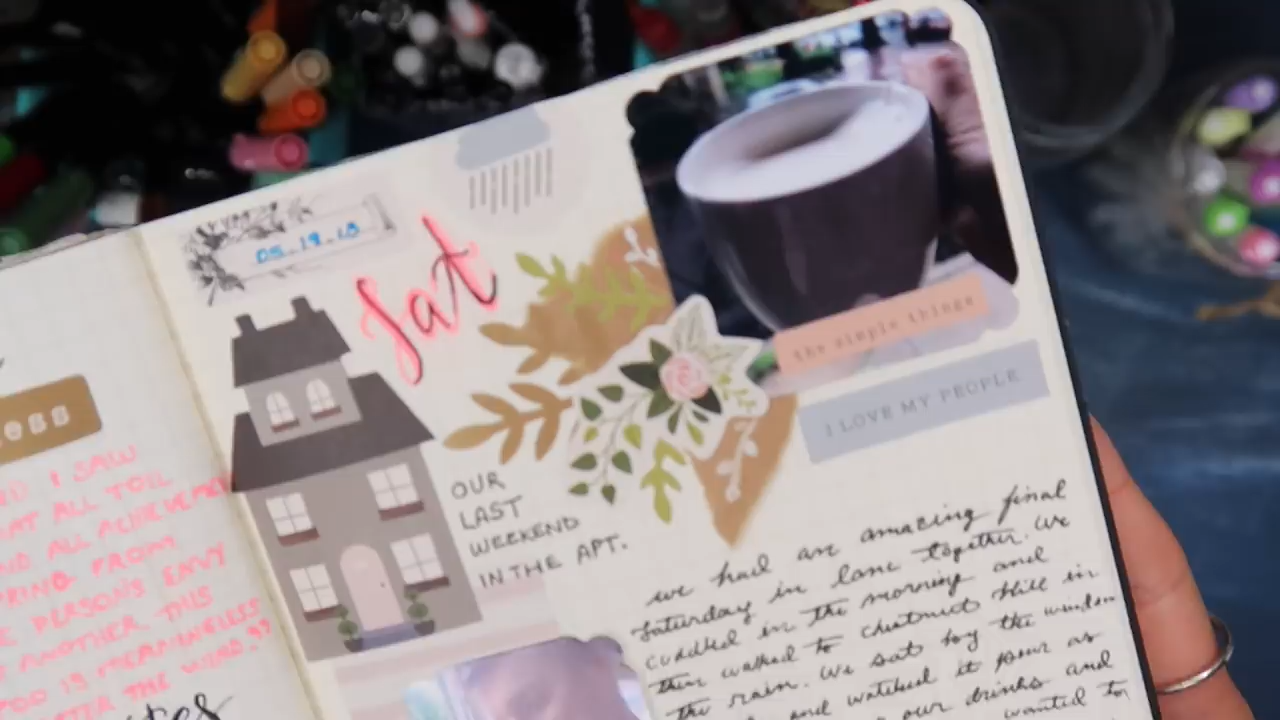 05.19.18
Sat
the simple things
I LOVE MY PEOPLE
OUR
LAST
WEEKEND
IN THE APT.
we had an amazing final
Saturday in lanc together. We
cuddled in the morning and
then walked to chestnut Hill in
the rain. We sat by the window
and watched it pour as
our drinks and
wanted to
I SAW
ALL TOIL
ALL ACHIEVEMENT
FROM
PERSON'S ENVY
ANOTHER. THIS
TOO IS MEANINGLESS
THE WIND."